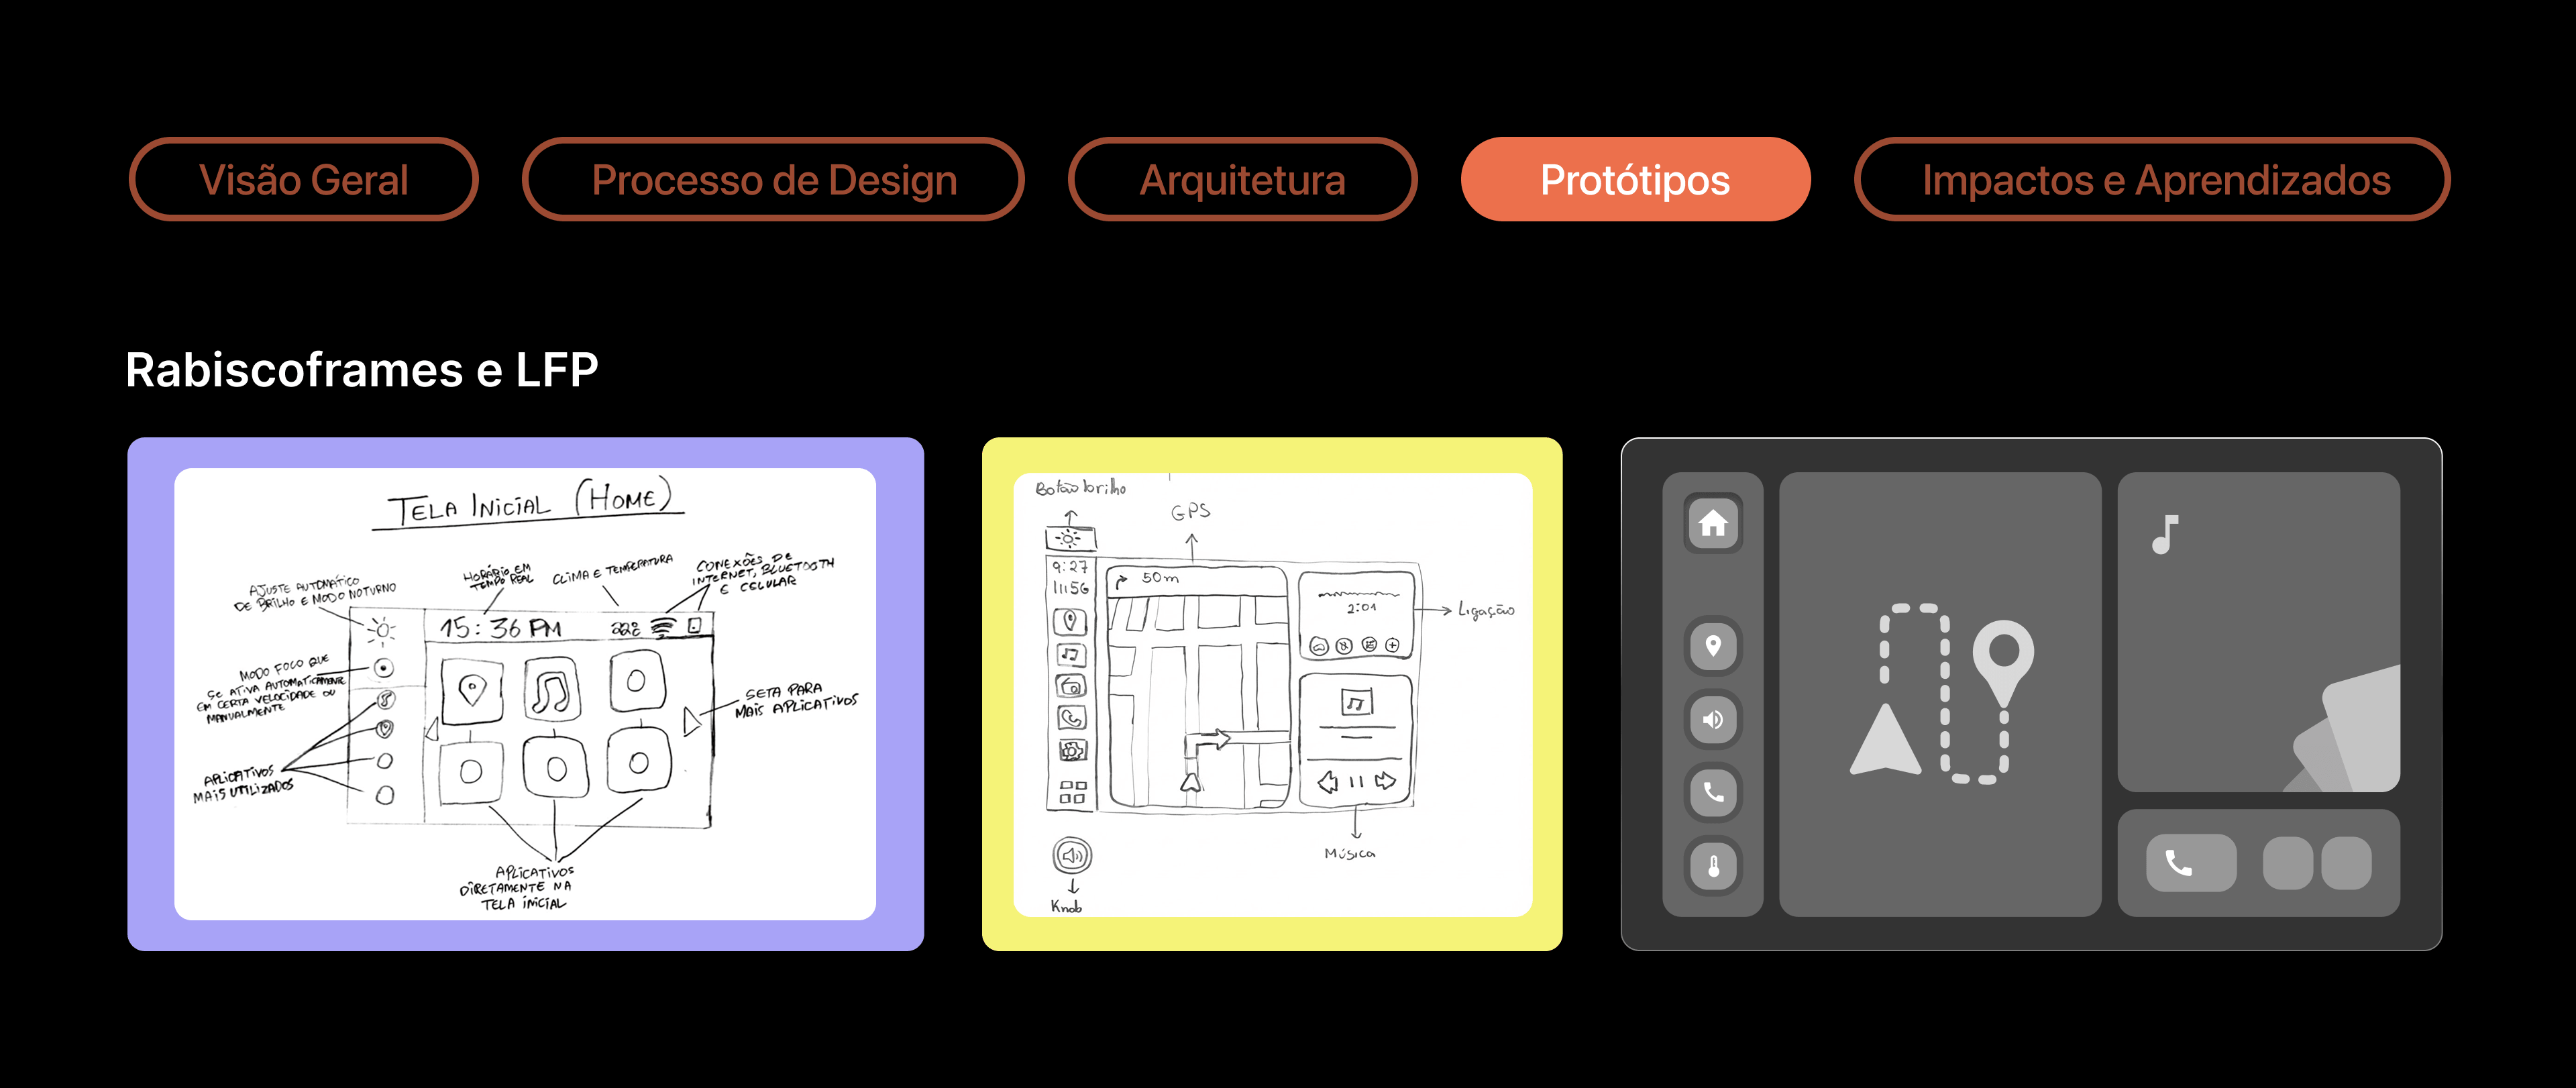 Visão Geral
Processo de Design
Arquitetura
Protótipos
Impactos e Aprendizados
Rabiscoframes e LFP
TELA INICIAL (HOME)
AJUSTE AUTOMÁTICO
DE BRILHO E MODO NOTURNO
HORÁRIO EM
TEMPO REAL
CLIMA E TEMPERATURA
CONEXÕES DE
INTERNET, BLUETOOTH
E CELULAR
15:36 PM
22°C
MODO FOCO QUE
SE ATIVA AUTOMATICAMENTE
EM CERTA VELOCIDADE OU
MANUALMENTE
SETA PARA
MAIS APLICATIVOS
APLICATIVOS
MAIS UTILIZADOS
APLICATIVOS
DIRETAMENTE NA
TELA INICIAL
Botão brilho
GPS
9:27
11156
50m
2:01
Ligação
Música
Knob